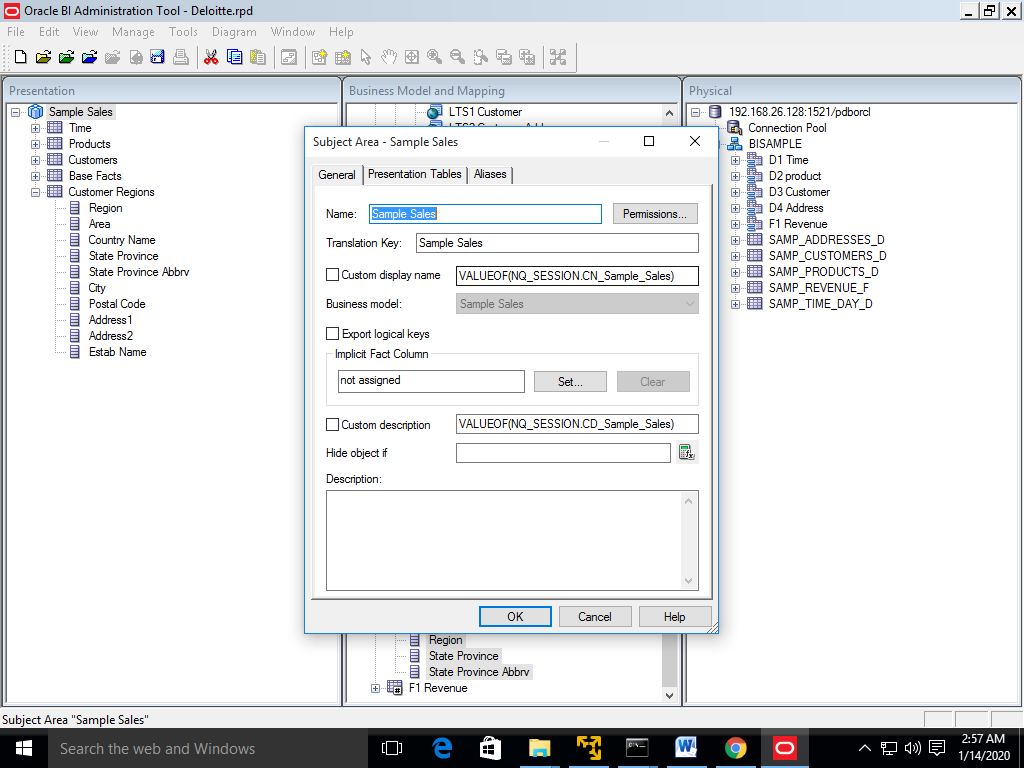 Oracle BI Administration Tool - Deloitte.rpd
File Edit View Manage Tools Diagram Window Help
Presentation
Sample Sales
Time
Products
Customers
Base Facts
Customer Regions
Region
Area
Country Name
State Province
State Province Abbrv
City
Postal Code
Address1
Address2
Estab Name
Business Model and Mapping
LTS1 Customer
Subject Area - Sample Sales
General Presentation Tables Aliases
Name: Sample Sales Permissions...
Translation Key: Sample Sales
Custom display name VALUEOF(NQ_SESSION.CN_Sample_Sales)
Business model: Sample Sales
Export logical keys
Implicit Fact Column
not assigned Set... Clear
Custom description VALUEOF(NQ_SESSION.CD_Sample_Sales)
Hide object if
Description:
OK Cancel Help
Region
State Province
State Province Abbrv
F1 Revenue
Physical
192.168.26.128:1521/pdborcl
Connection Pool
BISAMPLE
D1 Time
D2 product
D3 Customer
D4 Address
F1 Revenue
SAMP_ADDRESSES_D
SAMP_CUSTOMERS_D
SAMP_PRODUCTS_D
SAMP_REVENUE_F
SAMP_TIME_DAY_D
Subject Area "Sample Sales"
Search the web and Windows
2:57 AM
1/14/2020